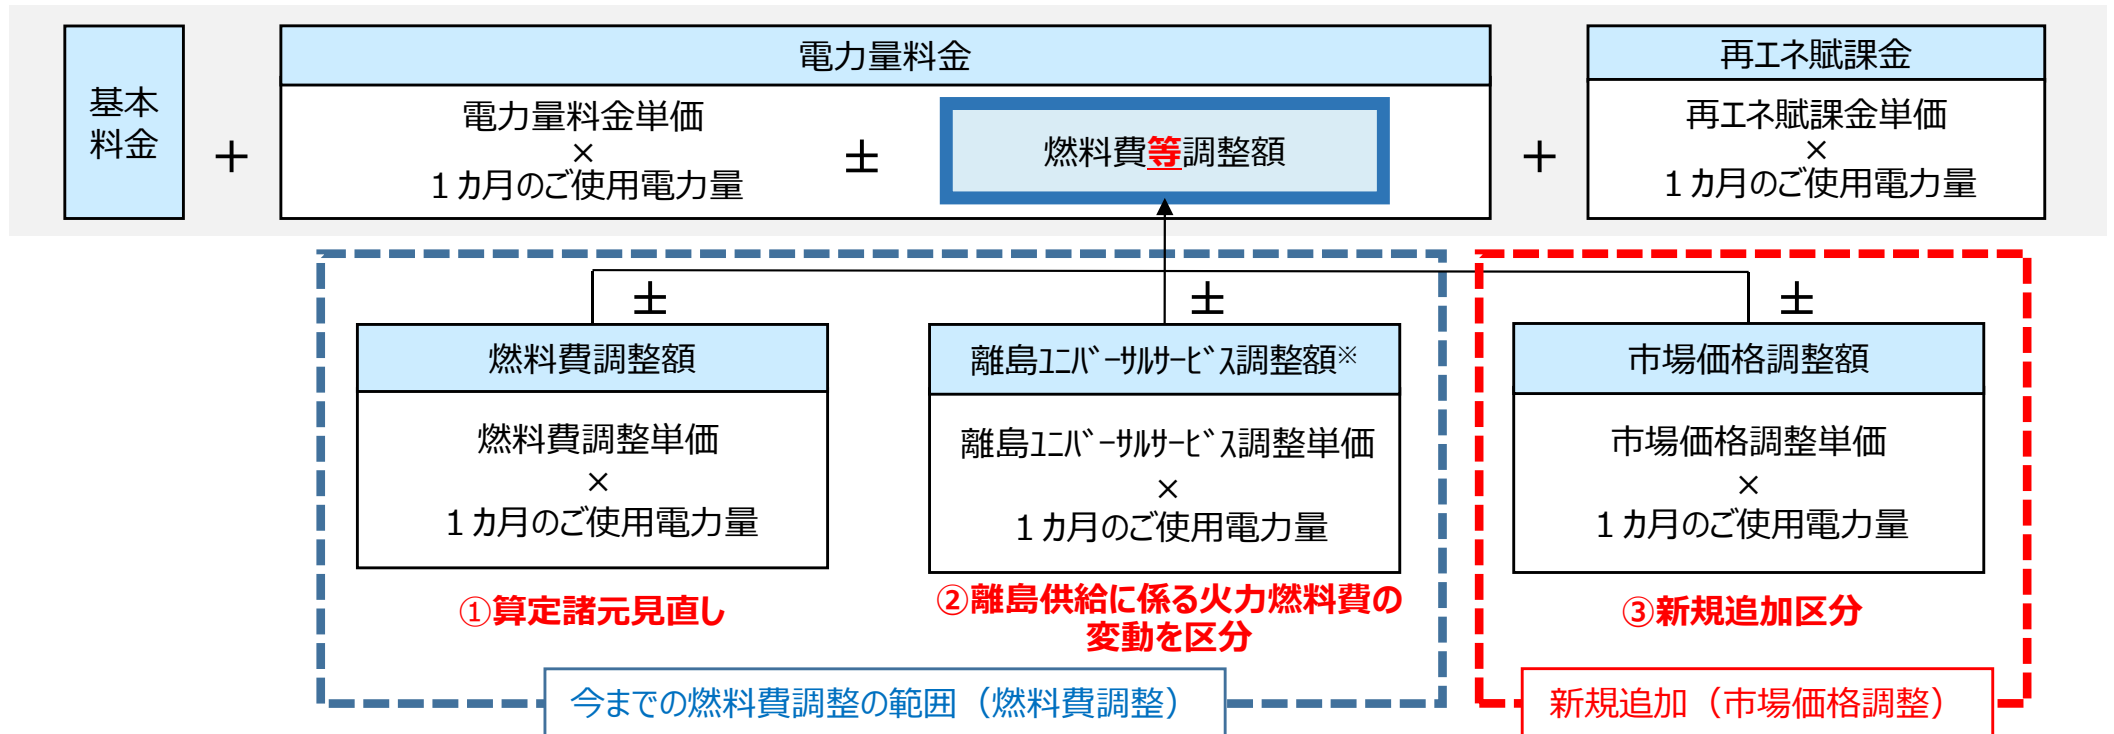 基本
料金
+
電力量料金
電力量料金単価
×
1カ月のご使用電力量
±
燃料費等調整額
+
再エネ賦課金
再エネ賦課金単価
×
1カ月のご使用電力量
±
燃料費調整額
燃料費調整単価
×
1カ月のご使用電力量
①算定諸元見直し
±
離島ユニバーサルサービス調整額※
離島ユニバーサルサービス調整単価
×
1カ月のご使用電力量
②離島供給に係る火力燃料費の
変動を区分
今までの燃料費調整の範囲（燃料費調整）
±
市場価格調整額
市場価格調整単価
×
1カ月のご使用電力量
③新規追加区分
新規追加（市場価格調整）